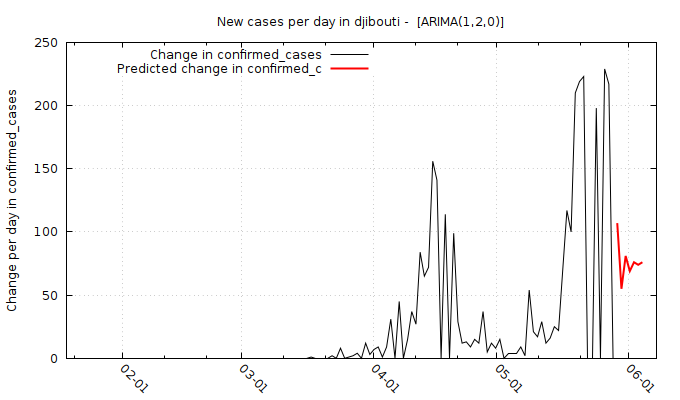 New cases per day in djibouti -  [ARIMA(1,2,0)]
Change in confirmed_cases
Predicted change in confirmed_c
Change per day in confirmed_cases
250
200
150
100
50
0
02-01
03-01
04-01
05-01
06-01